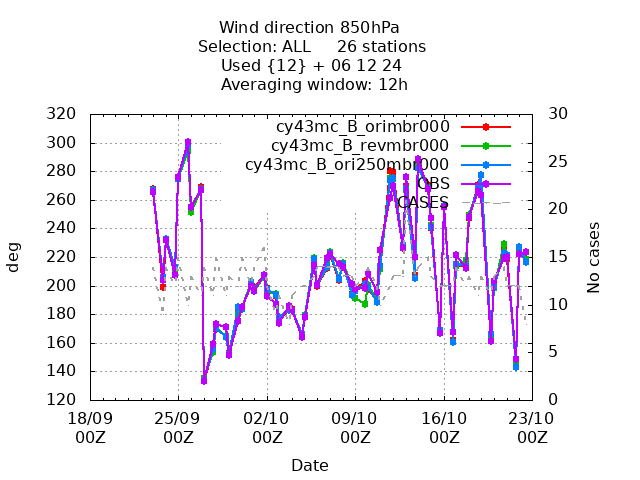 Wind direction 850hPa
Selection: ALL 26 stations
Used {12} + 06 12 24
Averaging window: 12h
cy43mc_B_orimbr000
cy43mc_B_revmbr000
cy43mc_B_ori250mbr000
OBS
CASES
320
300
280
260
240
220
200
180
160
140
120
deg
30
25
20
15
10
5
0
No cases
18/09 25/09 02/10 09/10 16/10 23/10
00Z 00Z 00Z 00Z 00Z 00Z
Date